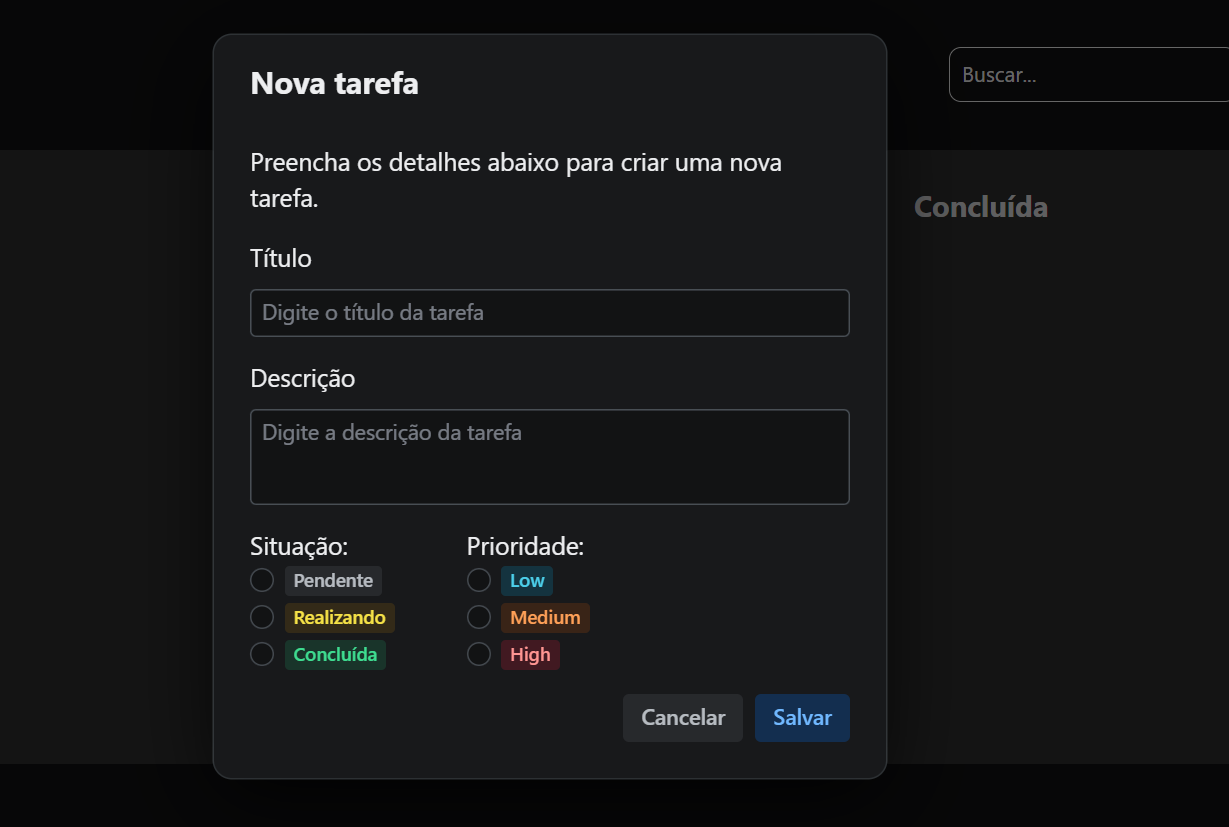 Nova tarefa
Buscar...
Preencha os detalhes abaixo para criar uma nova
tarefa.
Concluída
Título
Digite o título da tarefa
Descrição
Digite a descrição da tarefa
Situação:
Pendente
Realizando
Concluída
Prioridade:
Low
Medium
High
Cancelar
Salvar